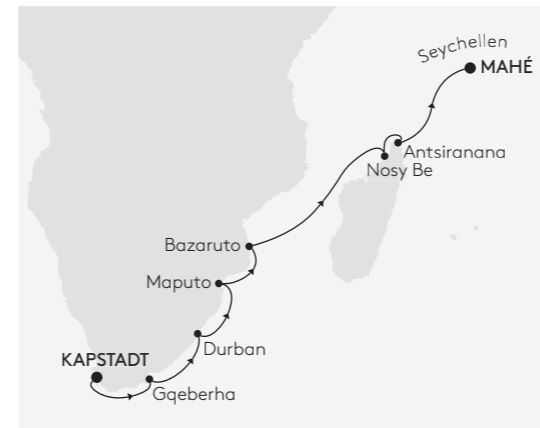 Seychellen
MAHÉ
Antsiranana
Nosy Be
Bazaruto
Maputo
Durban
KAPSTADT
Gqeberha